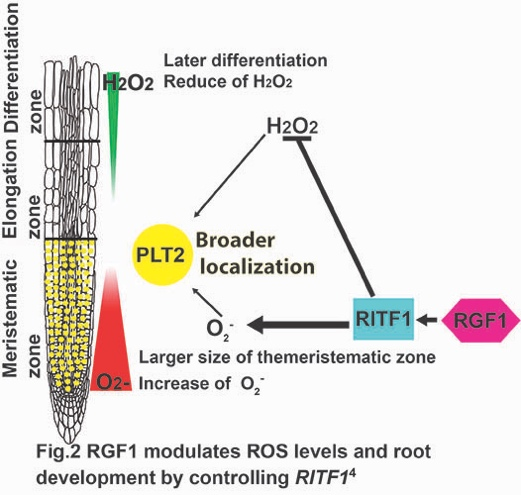 Differentiation zone
H2O2
Later differentiation
Reduce of H2O2
H2O2
Elongation zone
PLT2
Broader
localization
Meristematic zone
O2-
RITF1
RGF1
Larger size of themeristematic zone
O2-
Increase of O2-
Fig.2 RGF1 modulates ROS levels and root
development by controlling RITF1⁴